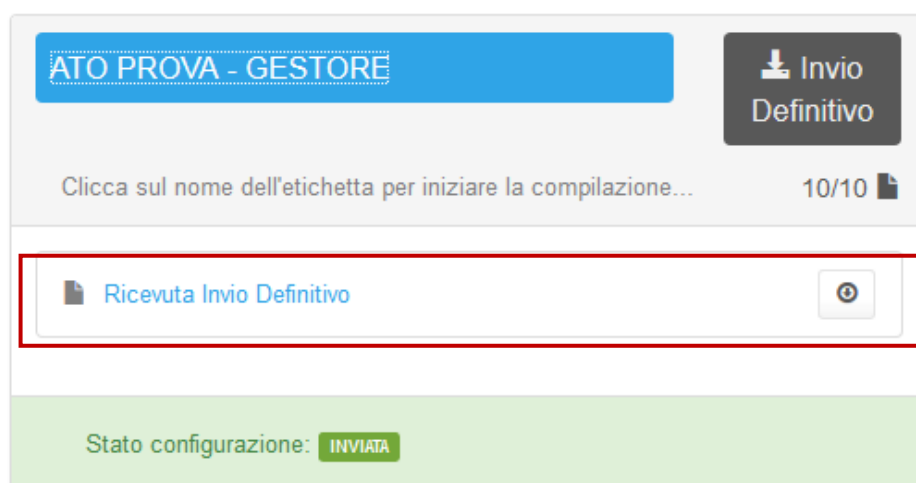 ATO PROVA - GESTORE
Invio
Definitivo
Clicca sul nome dell'etichetta per iniziare la compilazione...
10/10
Ricevuta Invio Definitivo
Stato configurazione: INVIATA